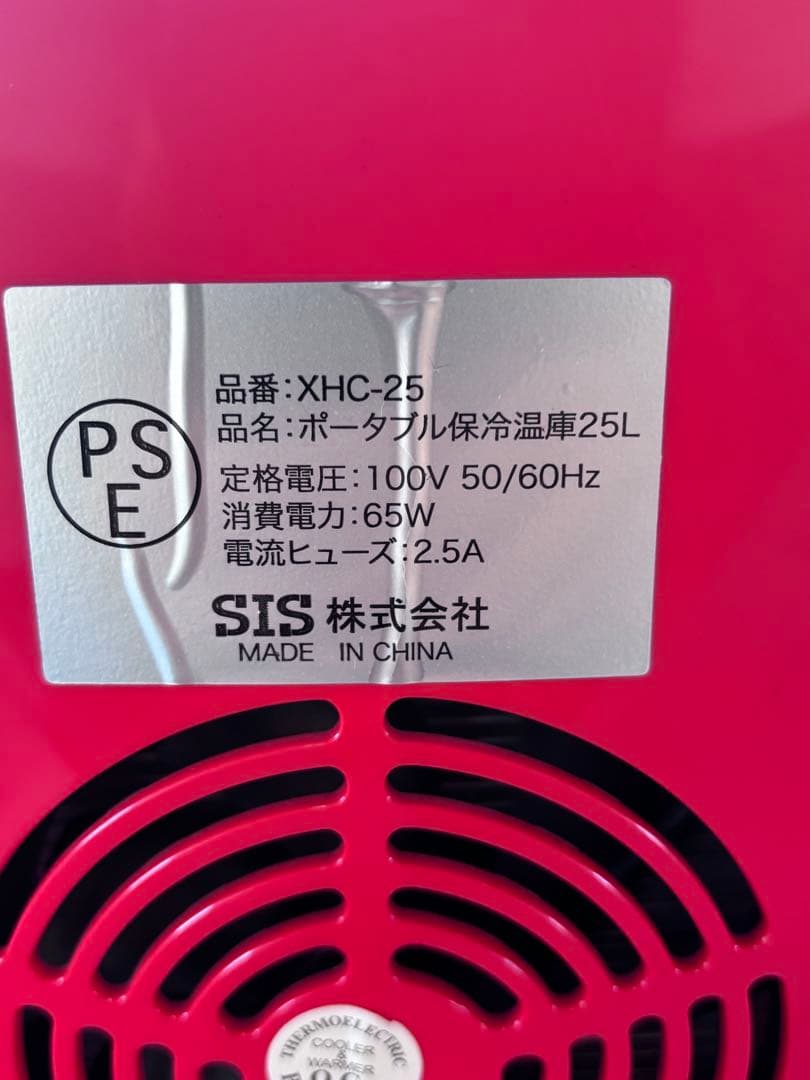 PS
E
品番:XHC-25
品名:ポータブル保冷温庫25L
定格電圧:100V 50/60Hz
消費電力:65W
電流ヒューズ:2.5A
SIS 株式会社
MADE IN CHINA
THERMOELECTRIC
COOLER
&
WARMER